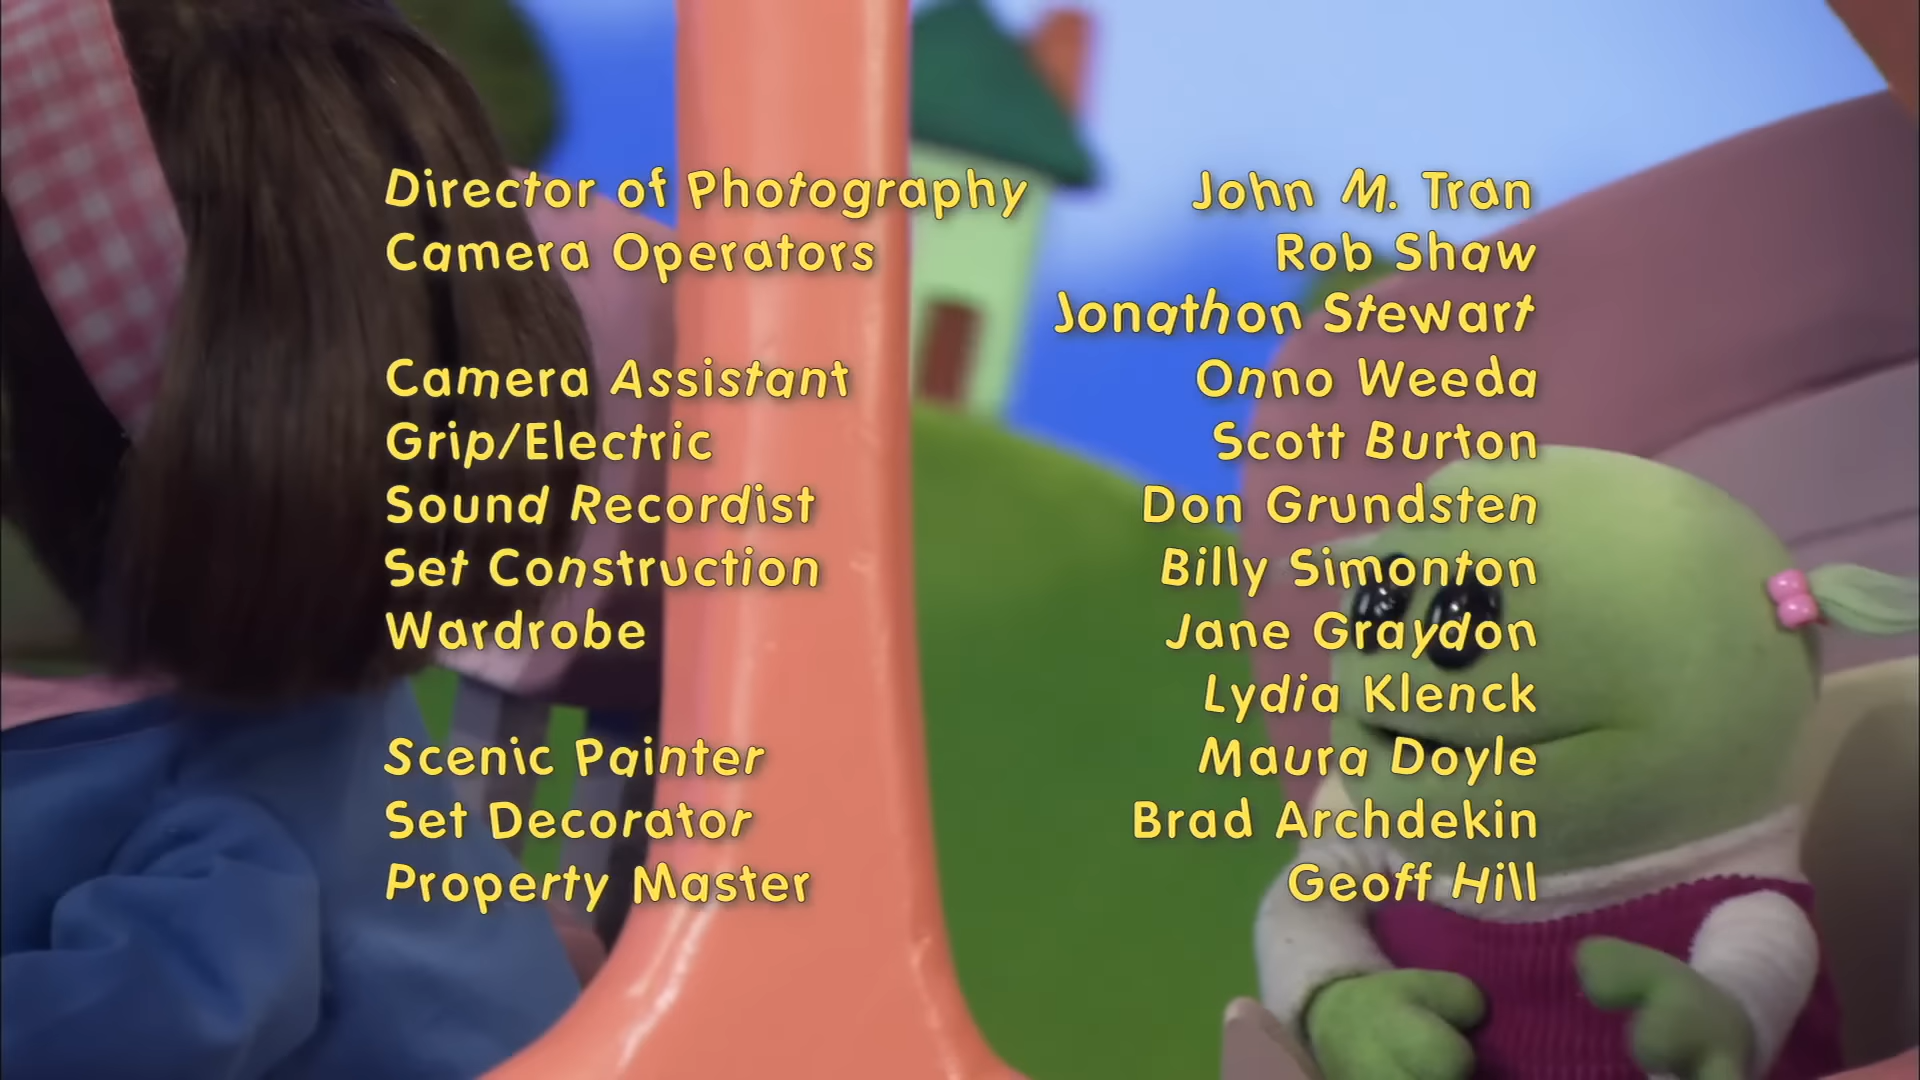 Director of Photography John M. Tran
Camera Operators Rob Shaw
Jonathon Stewart
Camera Assistant Onno Weeda
Grip/Electric Scott Burton
Sound Recordist Don Grundsten
Set Construction Billy Simonton
Wardrobe Jane Graydon
Lydia Klenck
Scenic Painter Maura Doyle
Set Decorator Brad Archdekin
Property Master Geoff Hill